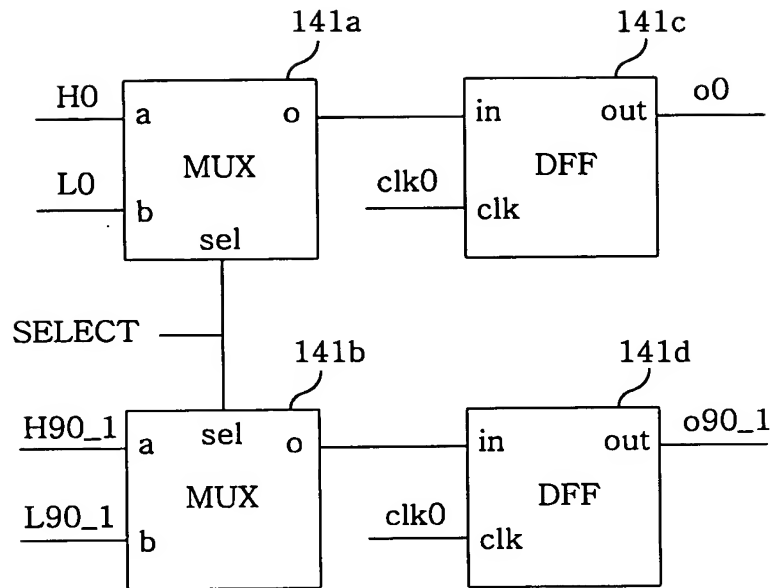 141a
141c
H0
a
o
in
out
o0
MUX
DFF
L0
b
clk0
clk
sel
SELECT
141b
141d
H90_1
a
sel
o
in
out
o90_1
MUX
DFF
L90_1
b
clk0
clk